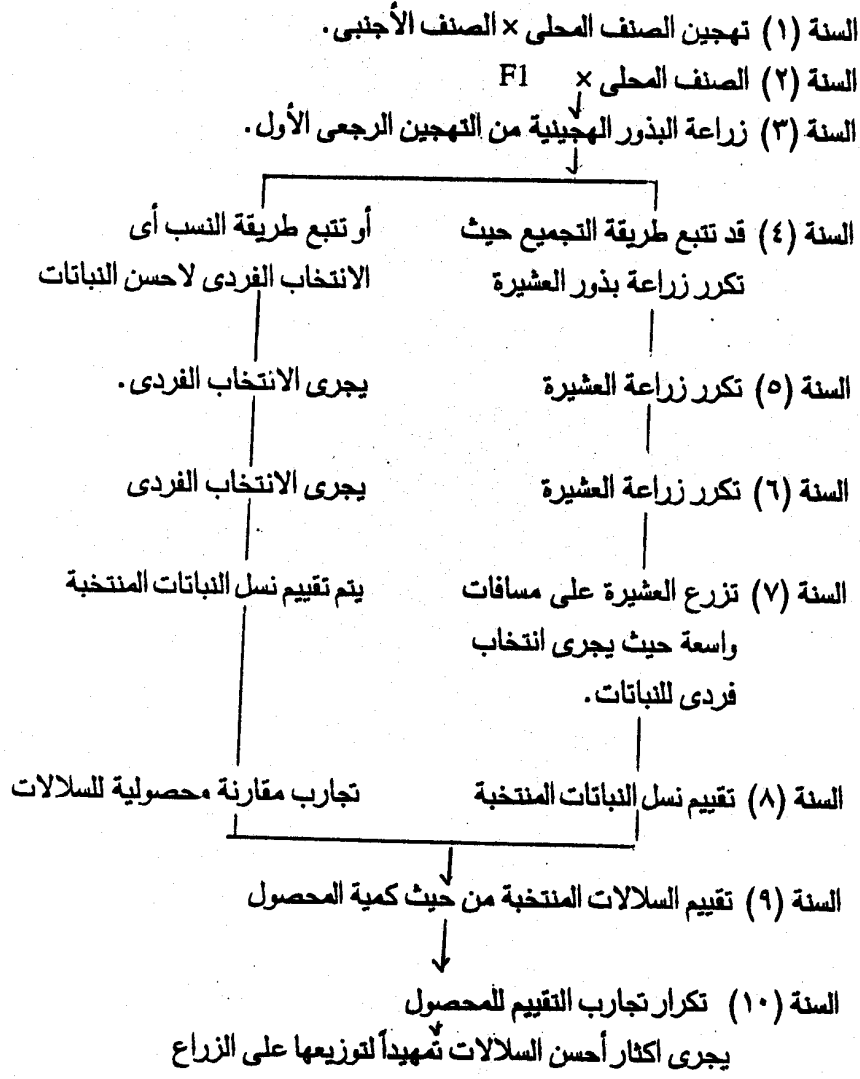 السنة (١) تهجين الصنف المحلى × الصنف الأجنبى.
السنة (٢) الصنف المحلى × F1
السنة (٣) زراعة البذور الهجينية من التهجين الرجعى الأول.
السنة (٤) قد تتبع طريقة التجميع حيث
تكرر زراعة بذور العشيرة
أو تتبع طريقة النسب أى
الانتخاب الفردى لاحسن النباتات
السنة (٥) تكرر زراعة العشيرة
يجرى الانتخاب الفردى.
السنة (٦) تكرر زراعة العشيرة
يجرى الانتخاب الفردى
السنة (٧) تزرع العشيرة على مسافات
واسعة حيث يجرى انتخاب
فردى للنباتات.
يتم تقييم نسل النباتات المنتخبة
السنة (٨) تقييم نسل النباتات المنتخبة
تجارب مقارنة محصولية للسلالات
السنة (٩) تقييم السلالات المنتخبة من حيث كمية المحصول
السنة (١٠) تكرار تجارب التقييم للمحصول
يجرى اكثار أحسن السلالات تمهيداً لتوزيعها على الزراع